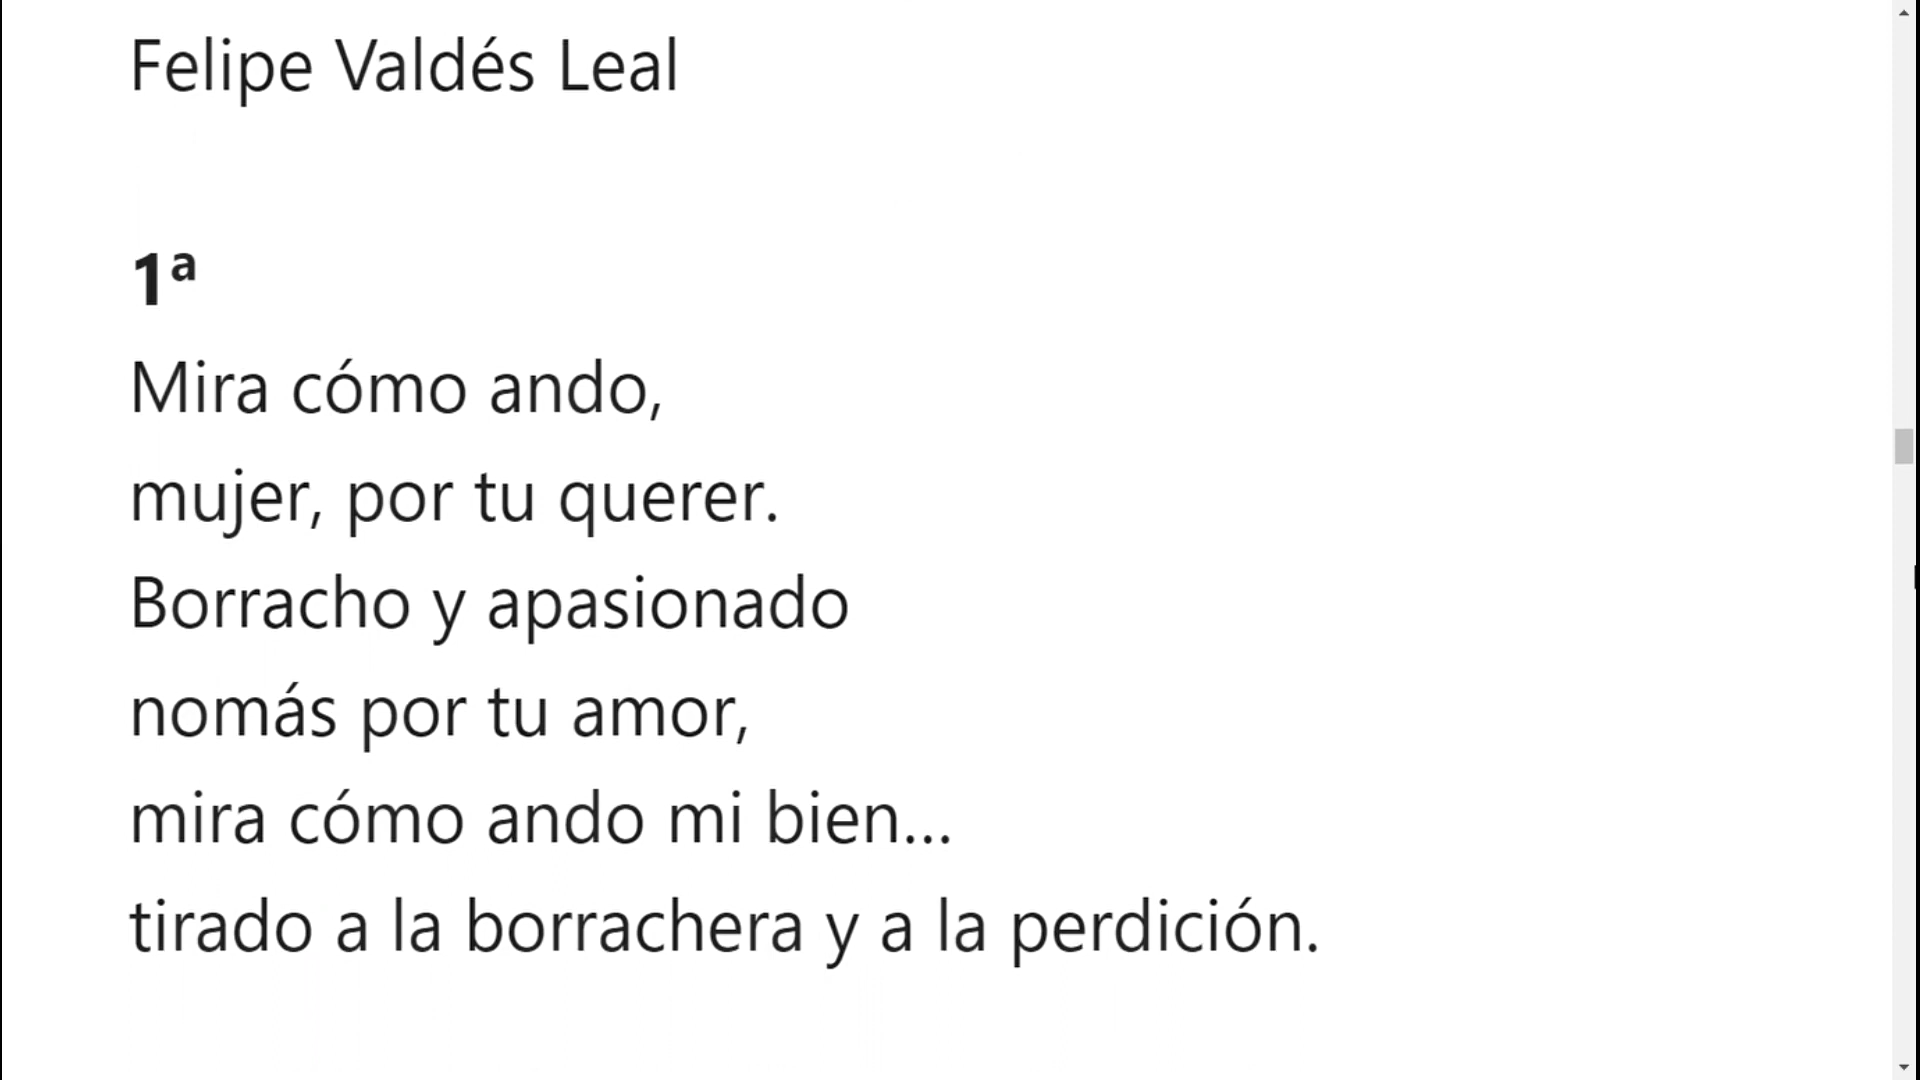 Felipe Valdés Leal
1ª
Mira cómo ando,
mujer, por tu querer.
Borracho y apasionado
nomás por tu amor,
mira cómo ando mi bien...
tirado a la borrachera y a la perdición.